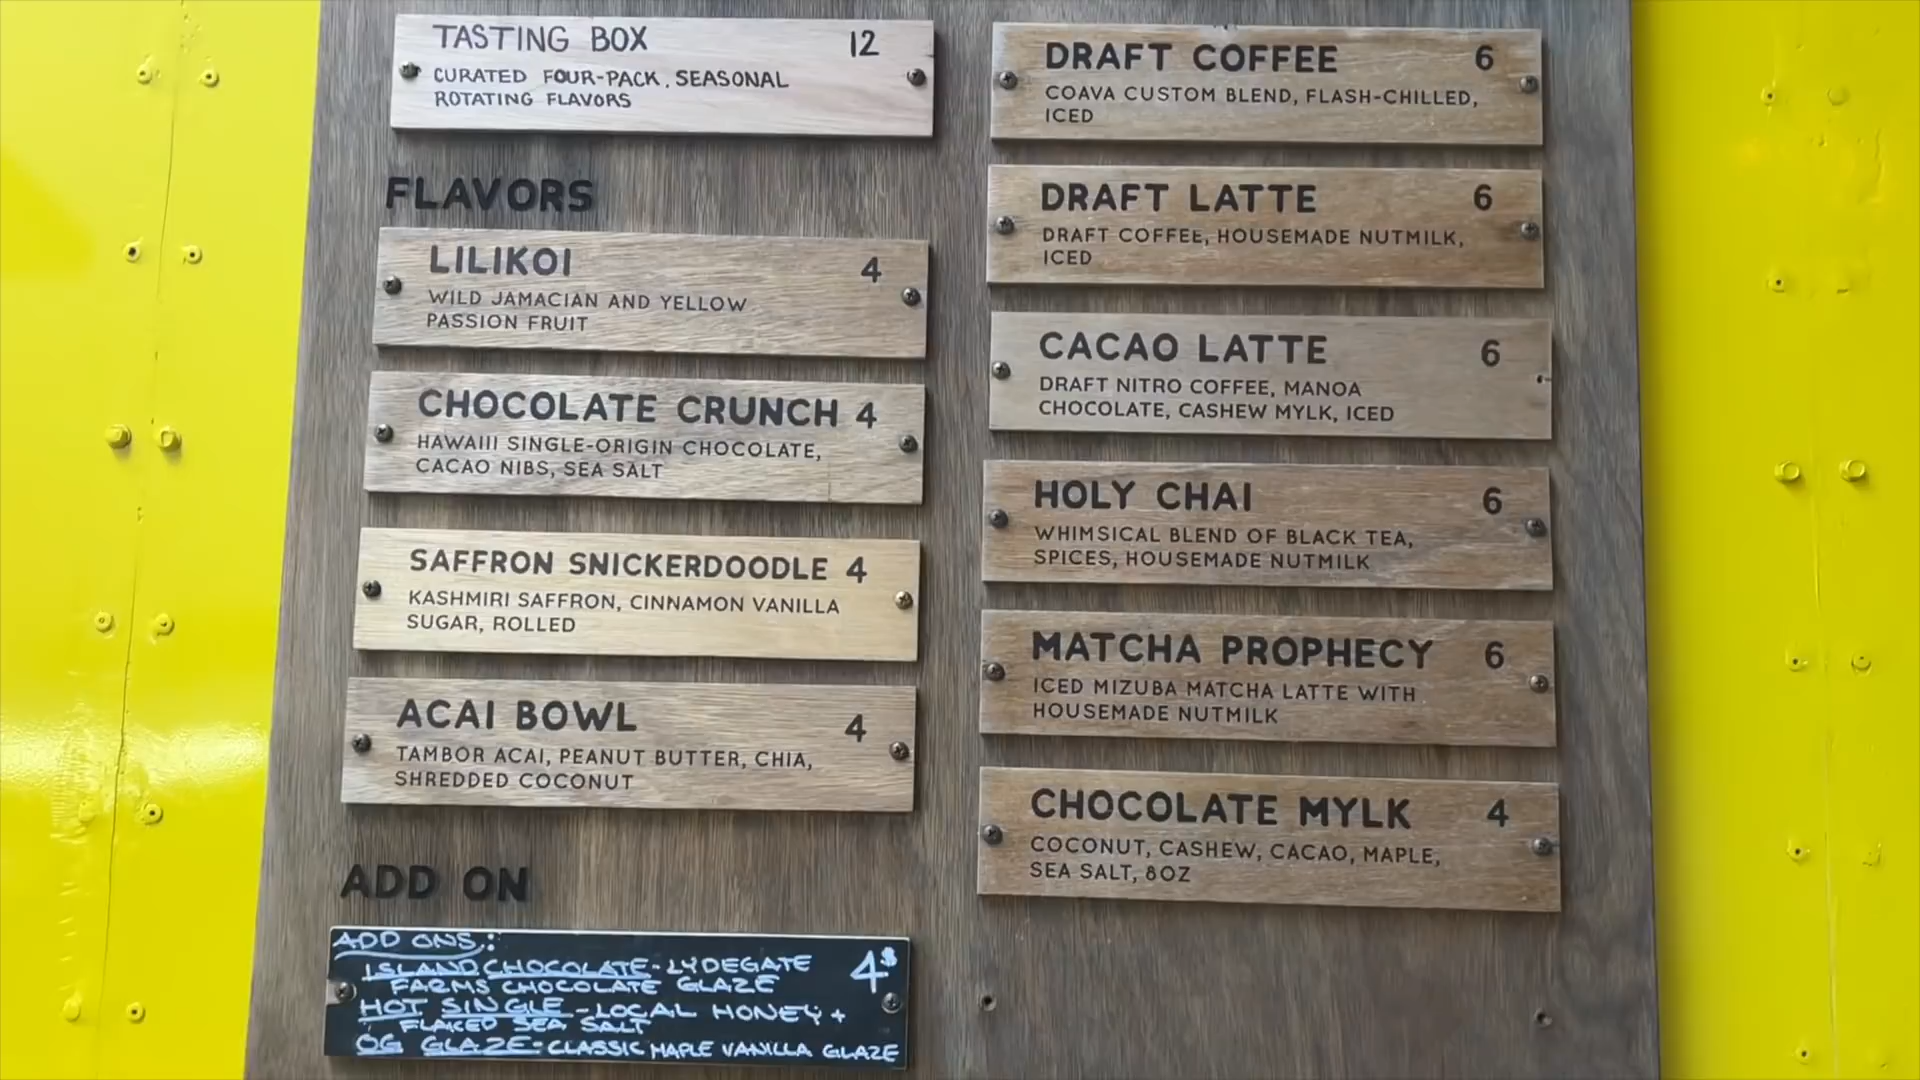 TASTING BOX 12
CURATED FOUR-PACK, SEASONAL
ROTATING FLAVORS
FLAVORS
LILIKOI 4
WILD JAMACIAN AND YELLOW
PASSION FRUIT
CHOCOLATE CRUNCH 4
HAWAIII SINGLE-ORIGIN CHOCOLATE,
CACAO NIBS, SEA SALT
SAFFRON SNICKERDOODLE 4
KASHMIRI SAFFRON, CINNAMON VANILLA
SUGAR, ROLLED
ACAI BOWL 4
TAMBOR ACAI, PEANUT BUTTER, CHIA,
SHREDDED COCONUT
ADD ON
ADD ONS: 4$
ISLAND CHOCOLATE - LYDEGATE
FARMS CHOCOLATE GLAZE
HOT SINGLE - LOCAL HONEY +
FLAKED SEA SALT
OG GLAZE - CLASSIC MAPLE VANILLA GLAZE
DRAFT COFFEE 6
COAVA CUSTOM BLEND, FLASH-CHILLED,
ICED
DRAFT LATTE 6
DRAFT COFFEE, HOUSEMADE NUTMILK,
ICED
CACAO LATTE 6
DRAFT NITRO COFFEE, MANOA
CHOCOLATE, CASHEW MYLK, ICED
HOLY CHAI 6
WHIMSICAL BLEND OF BLACK TEA,
SPICES, HOUSEMADE NUTMILK
MATCHA PROPHECY 6
ICED MIZUBA MATCHA LATTE WITH
HOUSEMADE NUTMILK
CHOCOLATE MYLK 4
COCONUT, CASHEW, CACAO, MAPLE,
SEA SALT, 8OZ